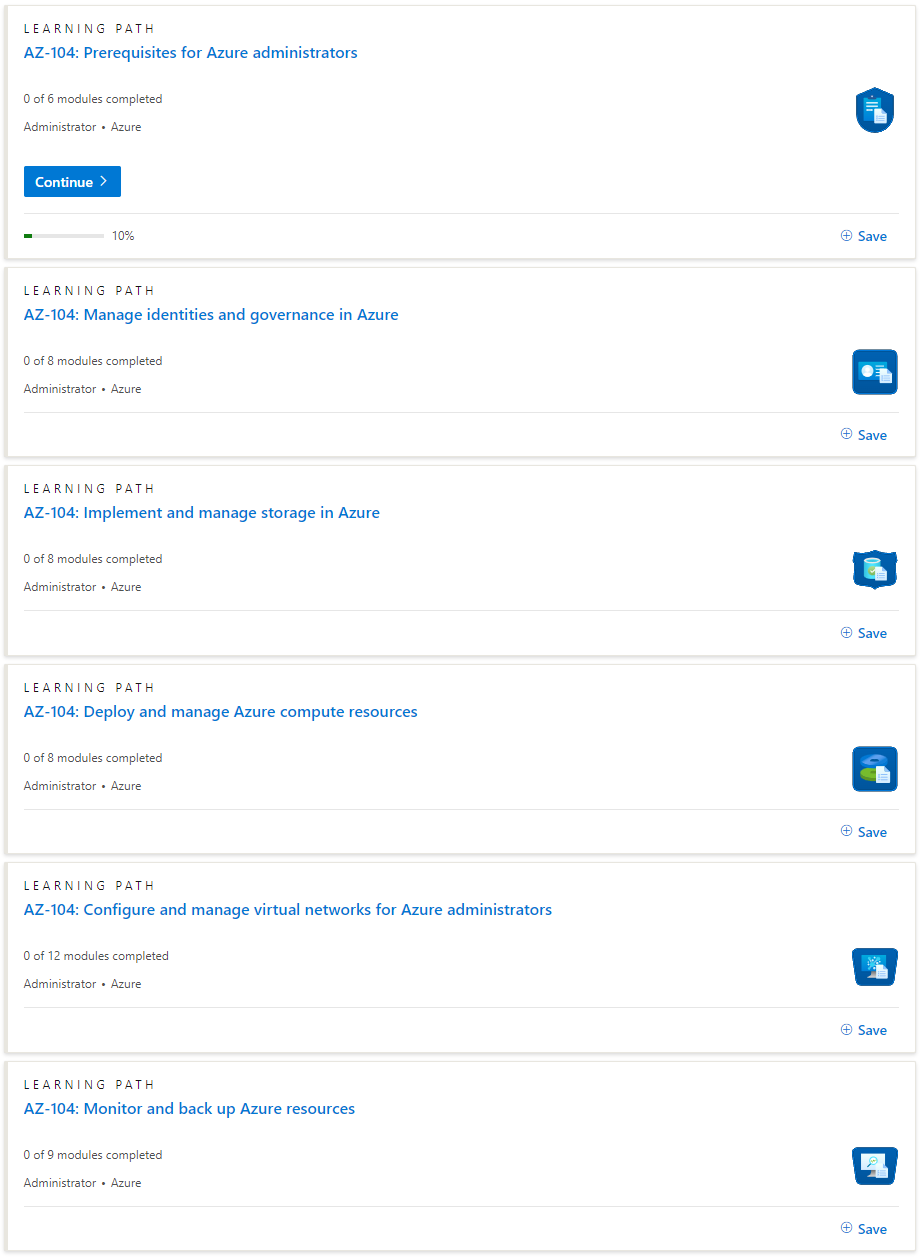 LEARNING PATH
AZ-104: Prerequisites for Azure administrators
0 of 6 modules completed
Administrator • Azure
Continue
10%
Save
LEARNING PATH
AZ-104: Manage identities and governance in Azure
0 of 8 modules completed
Administrator • Azure
Save
LEARNING PATH
AZ-104: Implement and manage storage in Azure
0 of 8 modules completed
Administrator • Azure
Save
LEARNING PATH
AZ-104: Deploy and manage Azure compute resources
0 of 8 modules completed
Administrator • Azure
Save
LEARNING PATH
AZ-104: Configure and manage virtual networks for Azure administrators
0 of 12 modules completed
Administrator • Azure
Save
LEARNING PATH
AZ-104: Monitor and back up Azure resources
0 of 9 modules completed
Administrator • Azure
Save